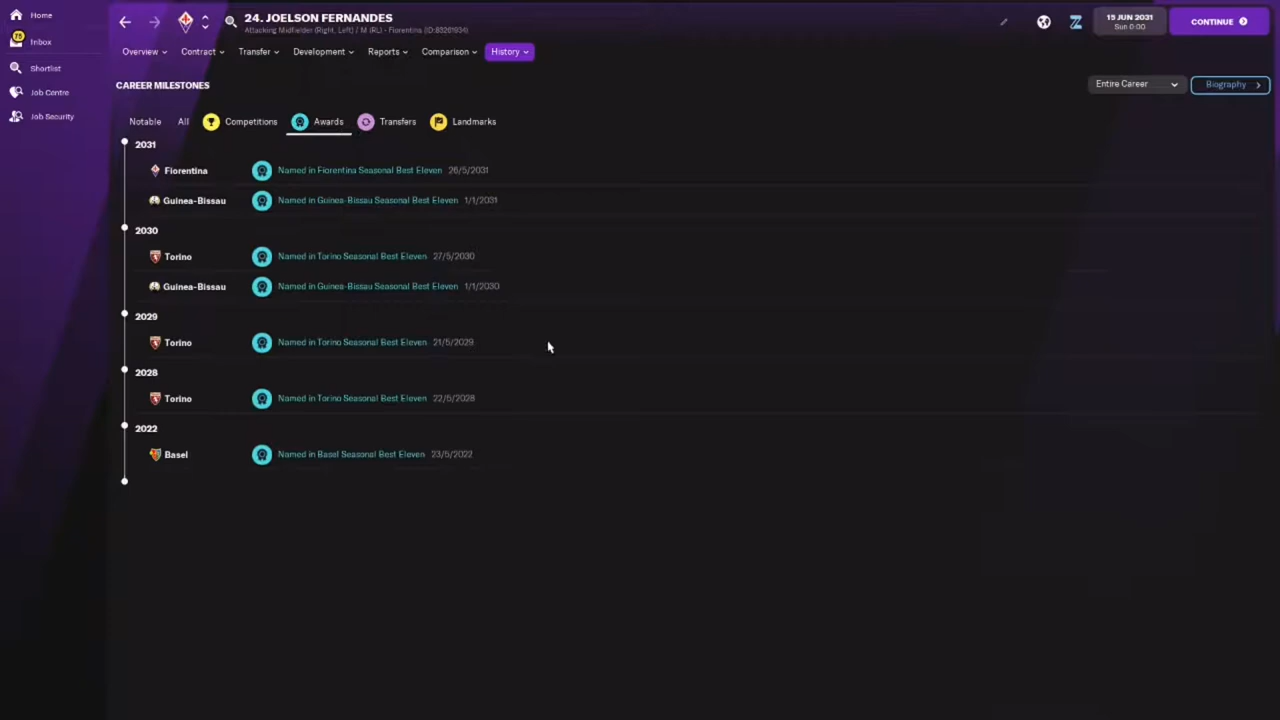 Home
75
Inbox
Shortlist
Job Centre
Job Security
24. JOELSON FERNANDES
Attacking Midfielder (Right, Left) / M (RL) - Fiorentina (ID:83261934)
15 JUN 2031
Sun 0:00
CONTINUE
Overview
Contract
Transfer
Development
Reports
Comparison
History
CAREER MILESTONES
Entire Career
Biography
Notable
All
Competitions
Awards
Transfers
Landmarks
2031
Fiorentina Named in Fiorentina Seasonal Best Eleven 26/5/2031
Guinea-Bissau Named in Guinea-Bissau Seasonal Best Eleven 1/1/2031
2030
Torino Named in Torino Seasonal Best Eleven 27/5/2030
Guinea-Bissau Named in Guinea-Bissau Seasonal Best Eleven 1/1/2030
2029
Torino Named in Torino Seasonal Best Eleven 21/5/2029
2028
Torino Named in Torino Seasonal Best Eleven 22/5/2028
2022
Basel Named in Basel Seasonal Best Eleven 23/5/2022